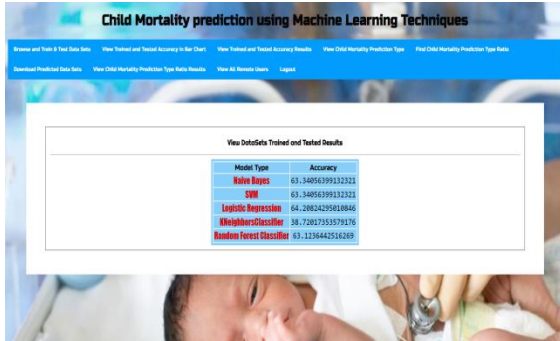 Child Mortality prediction using Machine Learning Techniques
Browse and Train & Test Data Sets View Trained and Tested Accuracy in Bar Chart View Trained and Tested Accuracy Results View Child Mortality Prediction Type Find Child Mortality Prediction Type Ratio
Download Predicted Data Sets View Child Mortality Prediction Type Ratio Results View All Remote Users Logout
View DataSets Trained and Tested Results
Model Type Accuracy
Naive Bayes 63.34056399132321
SVM 63.34056399132321
Logistic Regression 64.20824295010846
KNeighborsClassifier 38.72017353579176
Random Forest Classifier 63.1236442516269